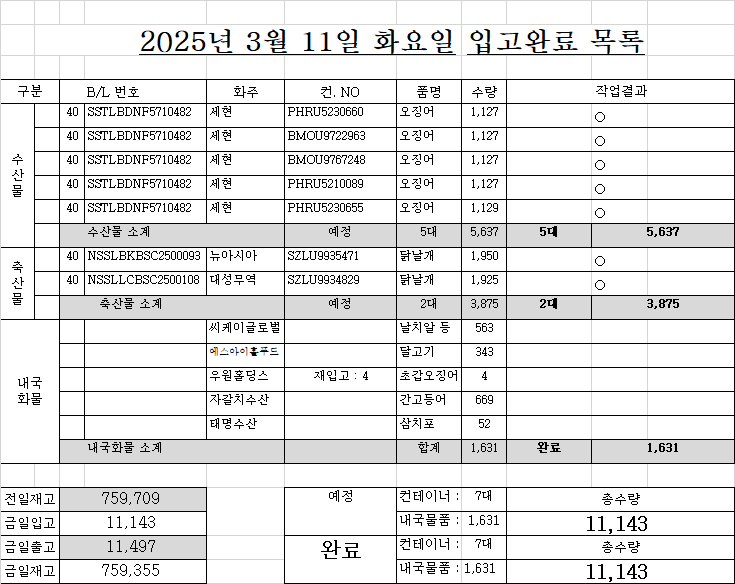 2025년 3월 11일 화요일 입고완료 목록
구분 B/L 번호 화주 컨. NO 품명 수량 작업결과
수산물
40 SSTLBDNF5710482 세현 PHRU5230660 오징어 1,127 ○
40 SSTLBDNF5710482 세현 BMOU9722963 오징어 1,127 ○
40 SSTLBDNF5710482 세현 BMOU9767248 오징어 1,127 ○
40 SSTLBDNF5710482 세현 PHRU5210089 오징어 1,127 ○
40 SSTLBDNF5710482 세현 PHRU5230655 오징어 1,129 ○
수산물 소계 예정 5대 5,637 5대 5,637
축산물
40 NSSLBKBSC2500093 뉴아시아 SZLU9935471 닭날개 1,950 ○
40 NSSLLCBSC2500108 대성무역 SZLU9934829 닭날개 1,925 ○
축산물 소계 예정 2대 3,875 2대 3,875
내국
화물
씨케이글로벌 날치알 등 563
에스아이홀푸드 닭고기 343
우원홀딩스 재입고 : 4 초갑오징어 4
자갈치수산 간고등어 669
태명수산 삼치포 52
내국화물 소계 합계 1,631 완료 1,631
전일재고 759,709 예정 컨테이너 : 7대 총수량
금일입고 11,143 내국물품 : 1,631 11,143
금일출고 11,497 완료 컨테이너 : 7대 총수량
금일재고 759,355 내국물품 : 1,631 11,143